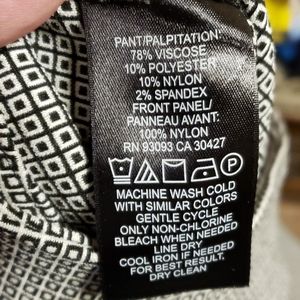 PANT/PALPITATION:
78% VISCOSE
10% POLYESTER
10% NYLON
2% SPANDEX
FRONT PANEL/
PANNEAU AVANT:
100% NYLON
RN 93093 CA 30427
P
MACHINE WASH COLD
WITH SIMILAR COLORS
GENTLE CYCLE
ONLY NON-CHLORINE
BLEACH WHEN NEEDED
LINE DRY
COOL IRON IF NEEDED
FOR BEST RESULT,
DRY CLEAN